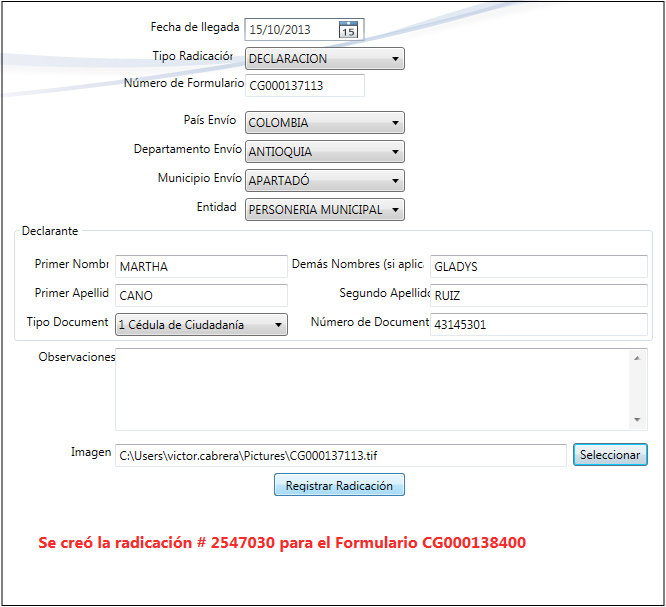 Fecha de llegada 15/10/2013 15
Tipo Radicación DECLARACION
Número de Formulario CG000137113
País Envío COLOMBIA
Departamento Envío ANTIOQUIA
Municipio Envío APARTADÓ
Entidad PERSONERIA MUNICIPAL
Declarante
Primer Nombr MARTHA Demás Nombres (si aplic GLADYS
Primer Apellid CANO Segundo Apellido RUIZ
Tipo Document 1 Cédula de Ciudadanía Número de Document 43145301
Observaciones
Imagen C:\Users\victor.cabrera\Pictures\CG000137113.tif Seleccionar
Registrar Radicación
Se creó la radicación # 2547030 para el Formulario CG000138400